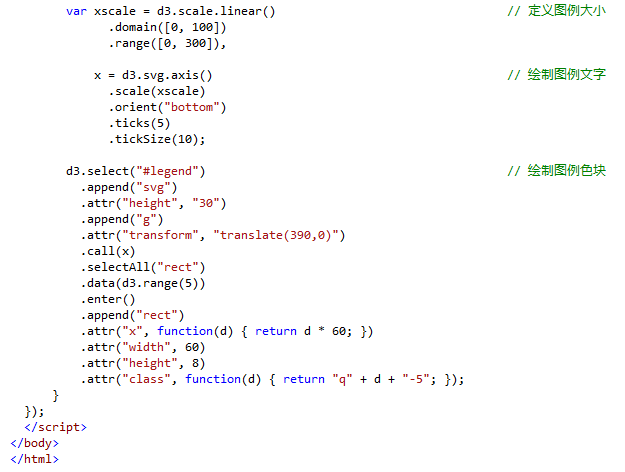 var xscale = d3.scale.linear() // 定义图例大小
.domain([0, 100])
.range([0, 300]),
x = d3.svg.axis() // 绘制图例文字
.scale(xscale)
.orient("bottom")
.ticks(5)
.tickSize(10);
d3.select("#legend") // 绘制图例色块
.append("svg")
.attr("height", "30")
.append("g")
.attr("transform", "translate(390,0)")
.call(x)
.selectAll("rect")
.data(d3.range(5))
.enter()
.append("rect")
.attr("x", function(d) { return d * 60; })
.attr("width", 60)
.attr("height", 8)
.attr("class", function(d) { return "q" + d + "-5"; });
}
});
</script>
</body>
</html>